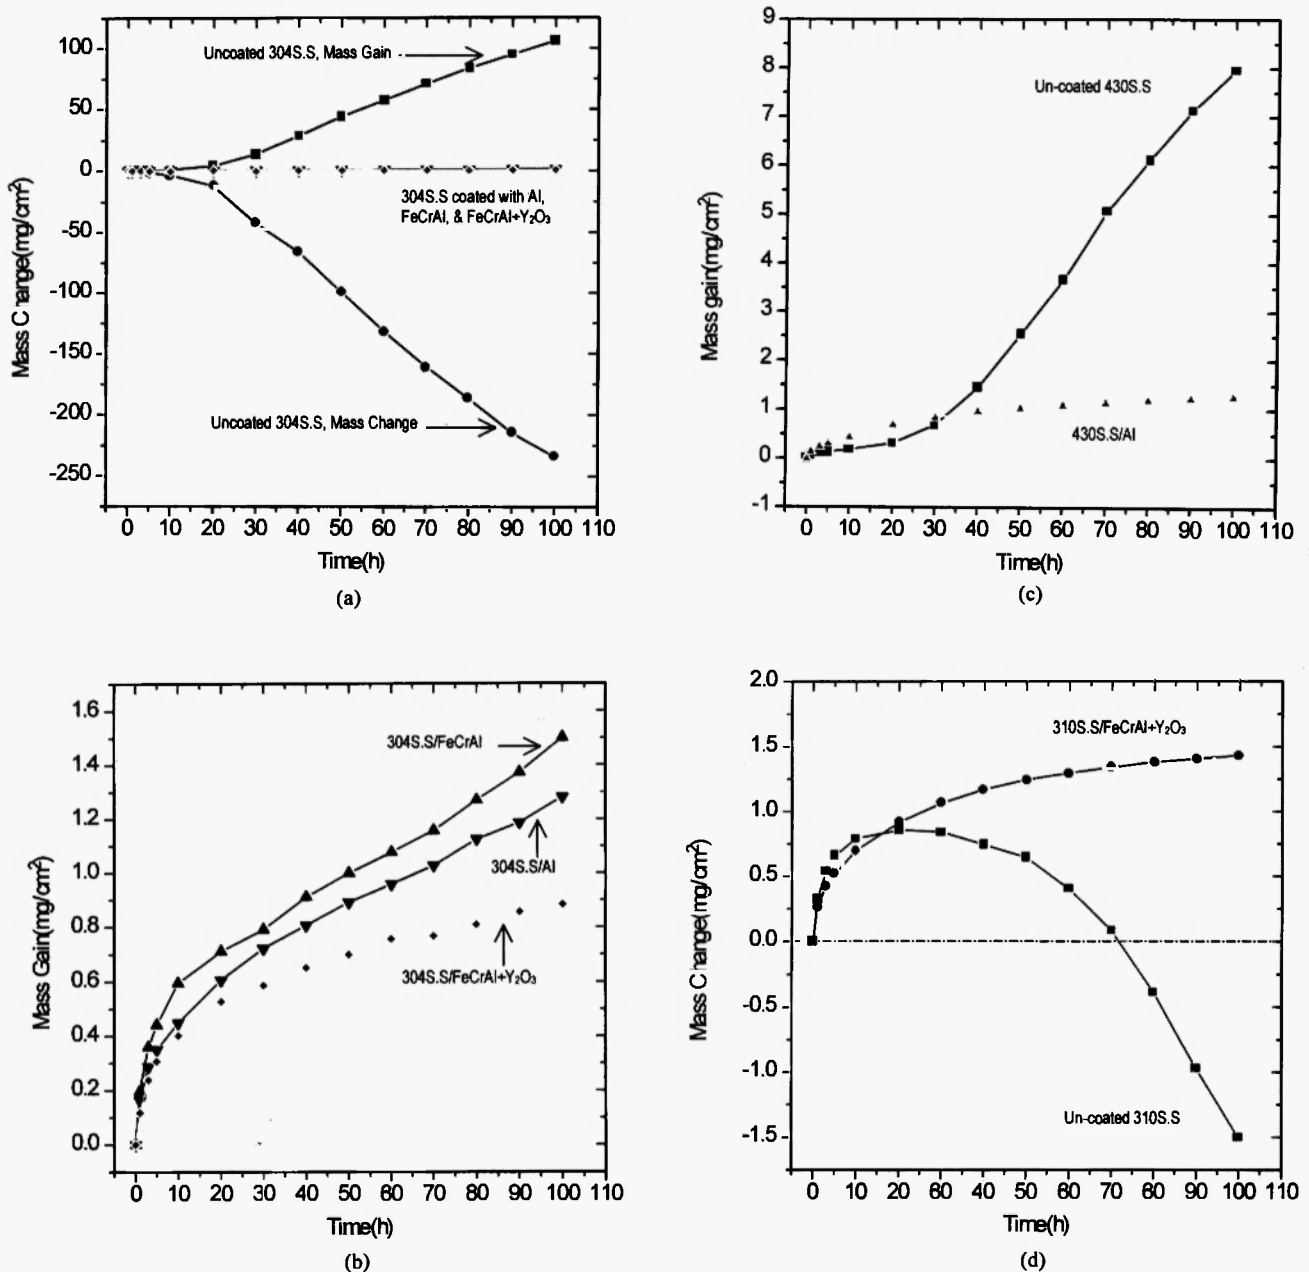 100
50
0
-50
-100
-150
-200
-250
Mass Change(mg/cm²)
Uncoated 304S.S, Mass Gain
304S.S coated with Al,
FeCrAl, & FeCrAl+Y₂O₃
Uncoated 304S.S, Mass Change
0 10 20 30 40 50 60 70 80 90 100 110
Time(h)
(a)
9
8
7
6
5
4
3
2
1
0
-1
Mass gain(mg/cm²)
Un-coated 430S.S
430S.S/Al
0 10 20 30 40 50 60 70 80 90 100 110
Time(h)
(c)
1.6
1.4
1.2
1.0
0.8
0.6
0.4
0.2
0.0
Mass Gain(mg/cm²)
304S.S/FeCrAl
304S.S/Al
304S.S/FeCrAl+Y₂O₃
0 10 20 30 40 50 60 70 80 90 100
Time(h)
(b)
2.0
1.5
1.0
0.5
0.0
-0.5
-1.0
-1.5
Mass Change(mg/cm²)
310S.S/FeCrAl+Y₂O₃
Un-coated 310S.S
0 10 20 60 40 50 60 70 80 90 100 110
Time(h)
(d)